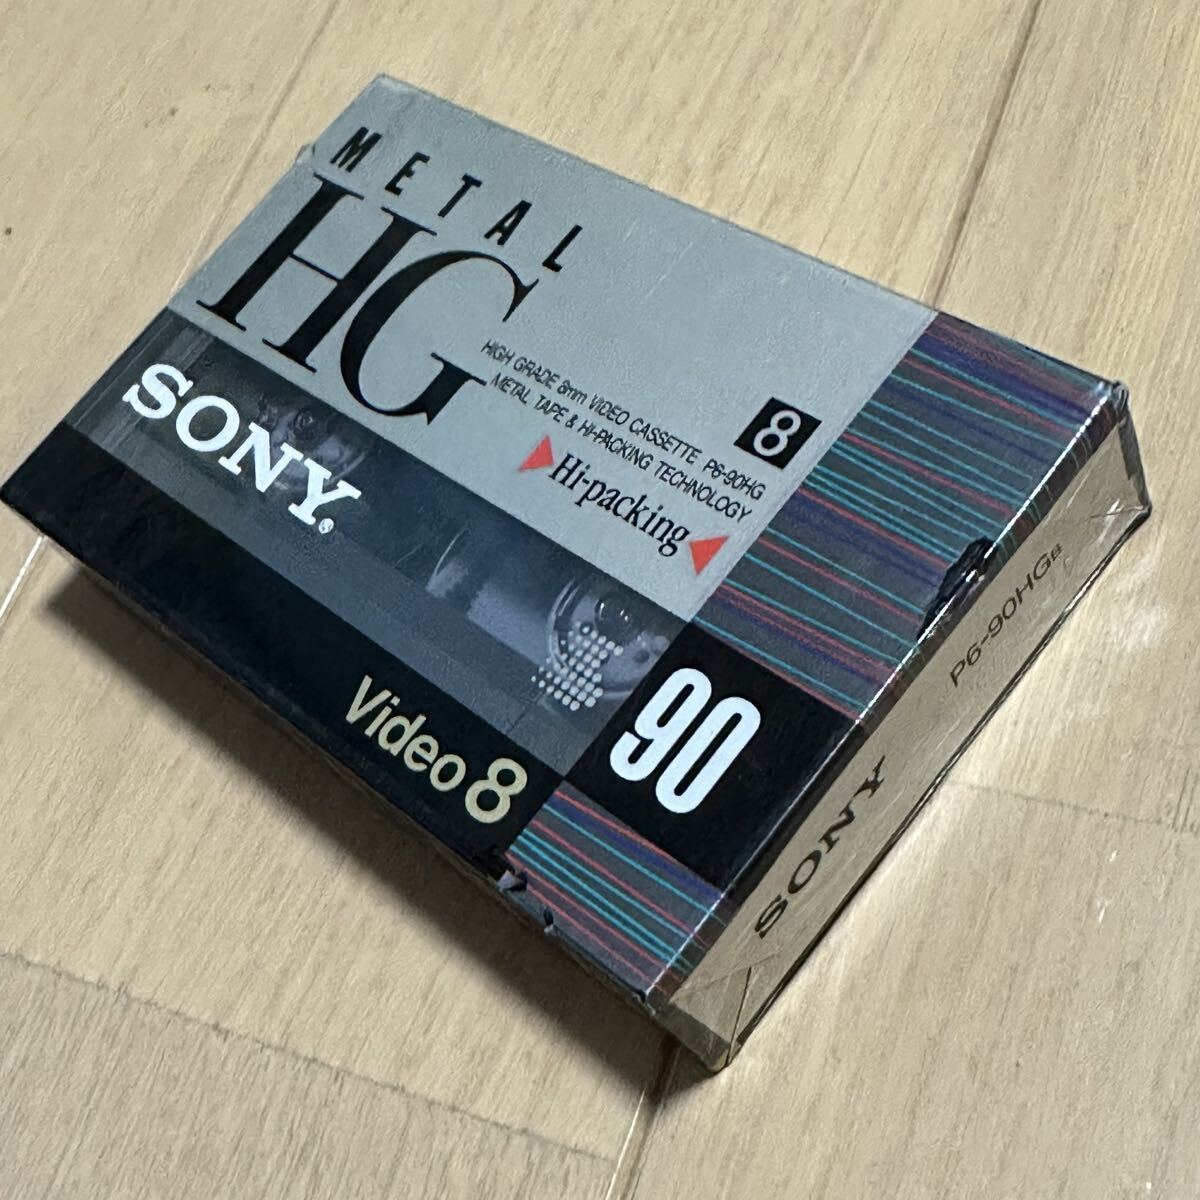 METAL
HG
HIGH GRADE 8mm VIDEO CASSETTE P6-90HG
METAL TAPE & HI-PACKING TECHNOLOGY
8
Hi-packing
SONY®
90
Video 8
SONY
P6-90HGB